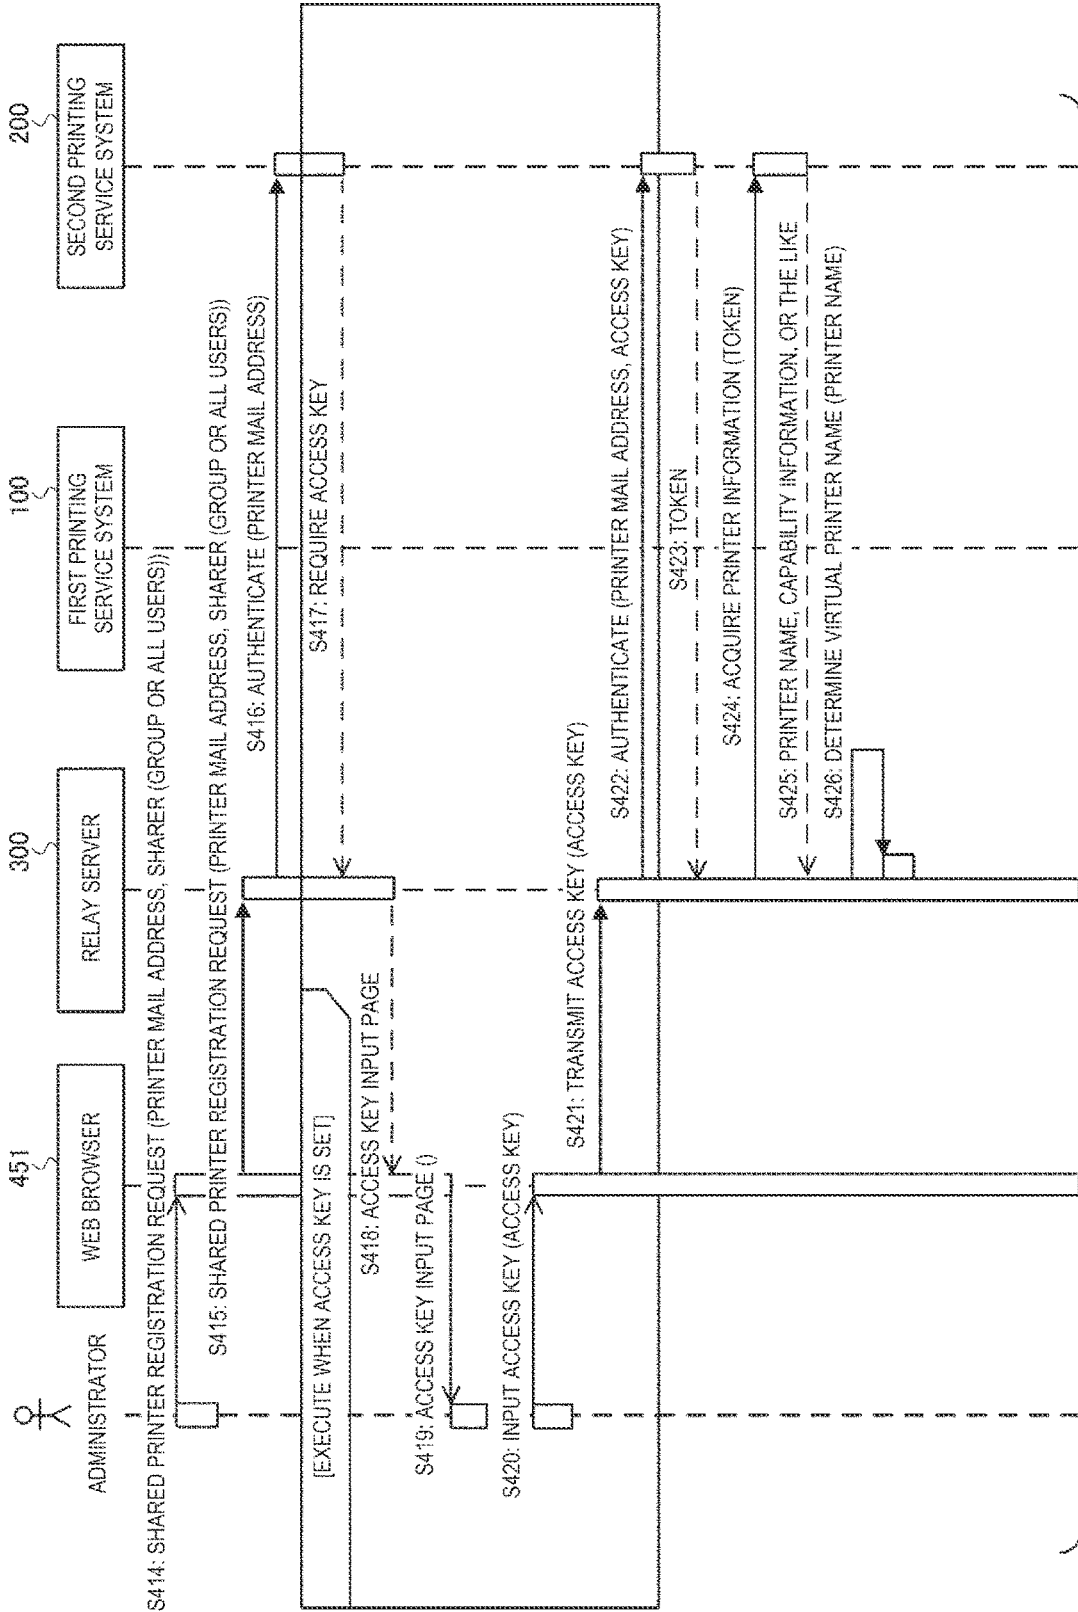 ADMINISTRATOR
451
WEB BROWSER
300
RELAY SERVER
100
FIRST PRINTING
SERVICE SYSTEM
200
SECOND PRINTING
SERVICE SYSTEM
S414: SHARED PRINTER REGISTRATION REQUEST (PRINTER MAIL ADDRESS, SHARER (GROUP OR ALL USERS))
S415: SHARED PRINTER REGISTRATION REQUEST (PRINTER MAIL ADDRESS, SHARER (GROUP OR ALL USERS))
S416: AUTHENTICATE (PRINTER MAIL ADDRESS)
[EXECUTE WHEN ACCESS KEY IS SET]
S417: REQUIRE ACCESS KEY
S418: ACCESS KEY INPUT PAGE
S419: ACCESS KEY INPUT PAGE ()
S420: INPUT ACCESS KEY (ACCESS KEY)
S421: TRANSMIT ACCESS KEY (ACCESS KEY)
S422: AUTHENTICATE (PRINTER MAIL ADDRESS, ACCESS KEY)
S423: TOKEN
S424: ACQUIRE PRINTER INFORMATION (TOKEN)
S425: PRINTER NAME, CAPABILITY INFORMATION, OR THE LIKE
S426: DETERMINE VIRTUAL PRINTER NAME (PRINTER NAME)